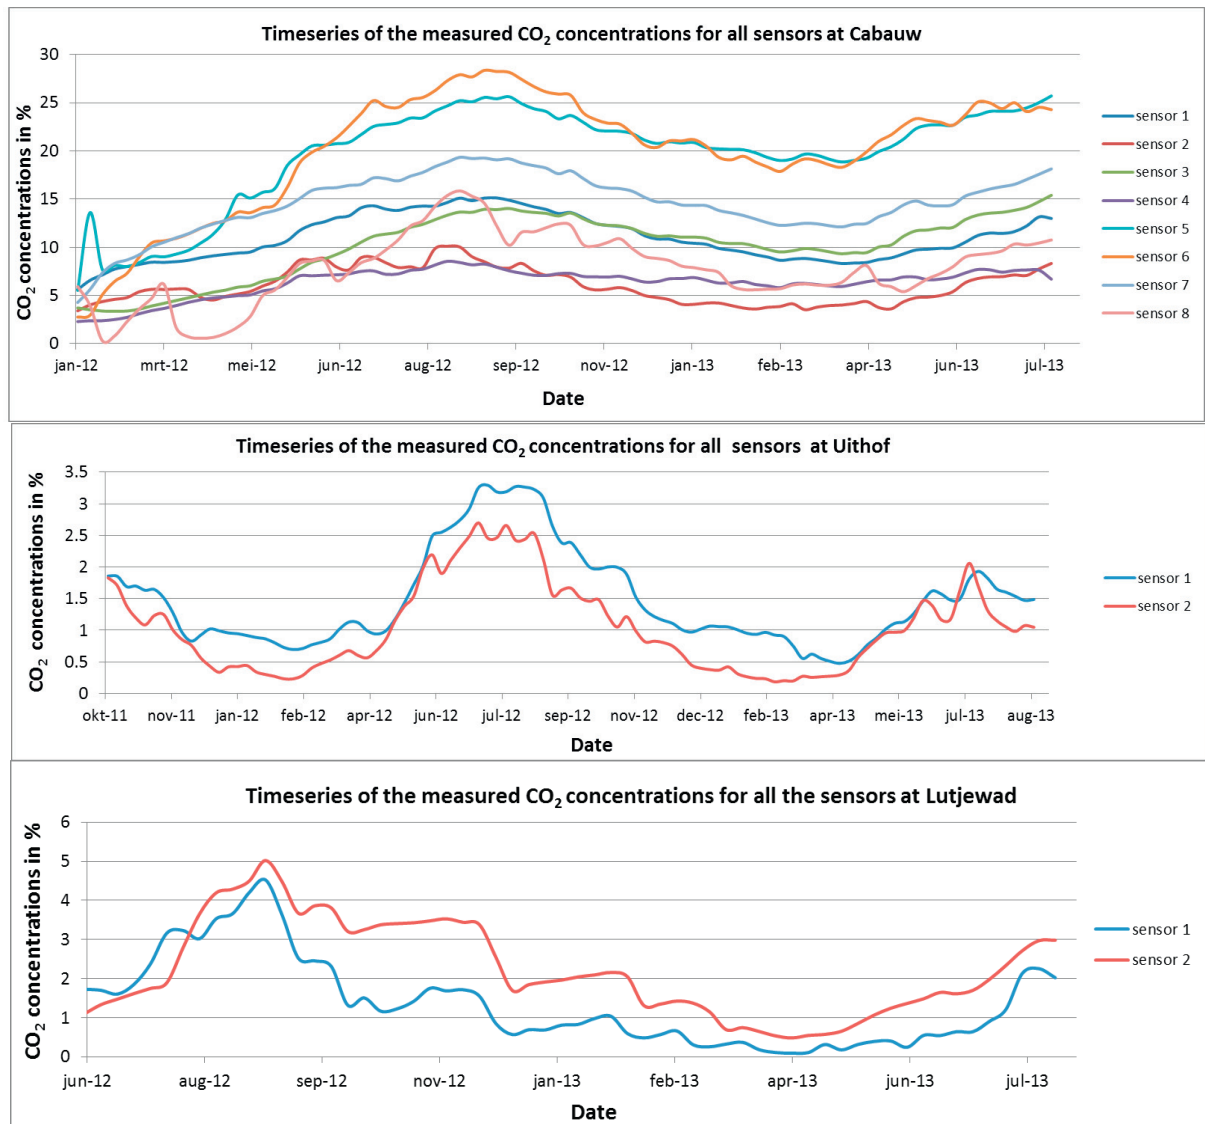 Timeseries of the measured CO₂ concentrations for all sensors at Cabauw
CO₂ concentrations in %
30
25
20
15
10
5
0
jan-12 mrt-12 mei-12 jun-12 aug-12 sep-12 nov-12 jan-13 feb-13 apr-13 jun-13 jul-13
Date
sensor 1
sensor 2
sensor 3
sensor 4
sensor 5
sensor 6
sensor 7
sensor 8
Timeseries of the measured CO₂ concentrations for all sensors at Uithof
CO₂ concentrations in %
3.5
3
2.5
2
1.5
1
0.5
0
okt-11 nov-11 jan-12 feb-12 apr-12 jun-12 jul-12 sep-12 nov-12 dec-12 feb-13 apr-13 mei-13 jul-13 aug-13
Date
sensor 1
sensor 2
Timeseries of the measured CO₂ concentrations for all the sensors at Lutjewad
CO₂ concentrations in %
6
5
4
3
2
1
0
jun-12 aug-12 sep-12 nov-12 jan-13 feb-13 apr-13 jun-13 jul-13
Date
sensor 1
sensor 2